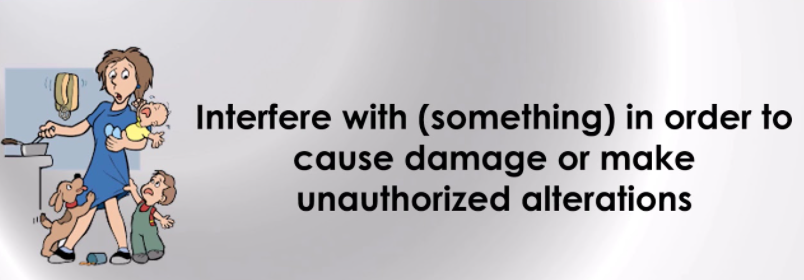 Interfere with (something) in order to
cause damage or make
unauthorized alterations